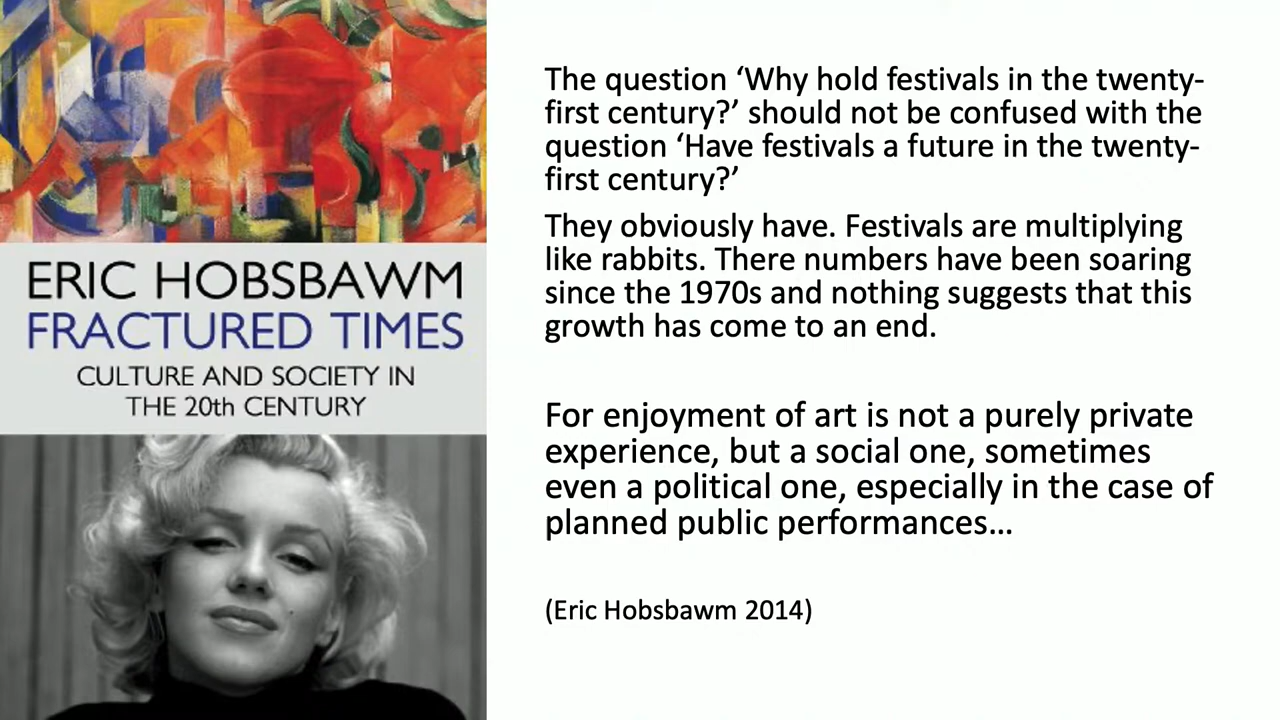 ERIC HOBSBAWM
FRACTURED TIMES
CULTURE AND SOCIETY IN
THE 20th CENTURY
The question ‘Why hold festivals in the twenty-
first century?’ should not be confused with the
question ‘Have festivals a future in the twenty-
first century?’
They obviously have. Festivals are multiplying
like rabbits. There numbers have been soaring
since the 1970s and nothing suggests that this
growth has come to an end.
For enjoyment of art is not a purely private
experience, but a social one, sometimes
even a political one, especially in the case of
planned public performances…
(Eric Hobsbawm 2014)